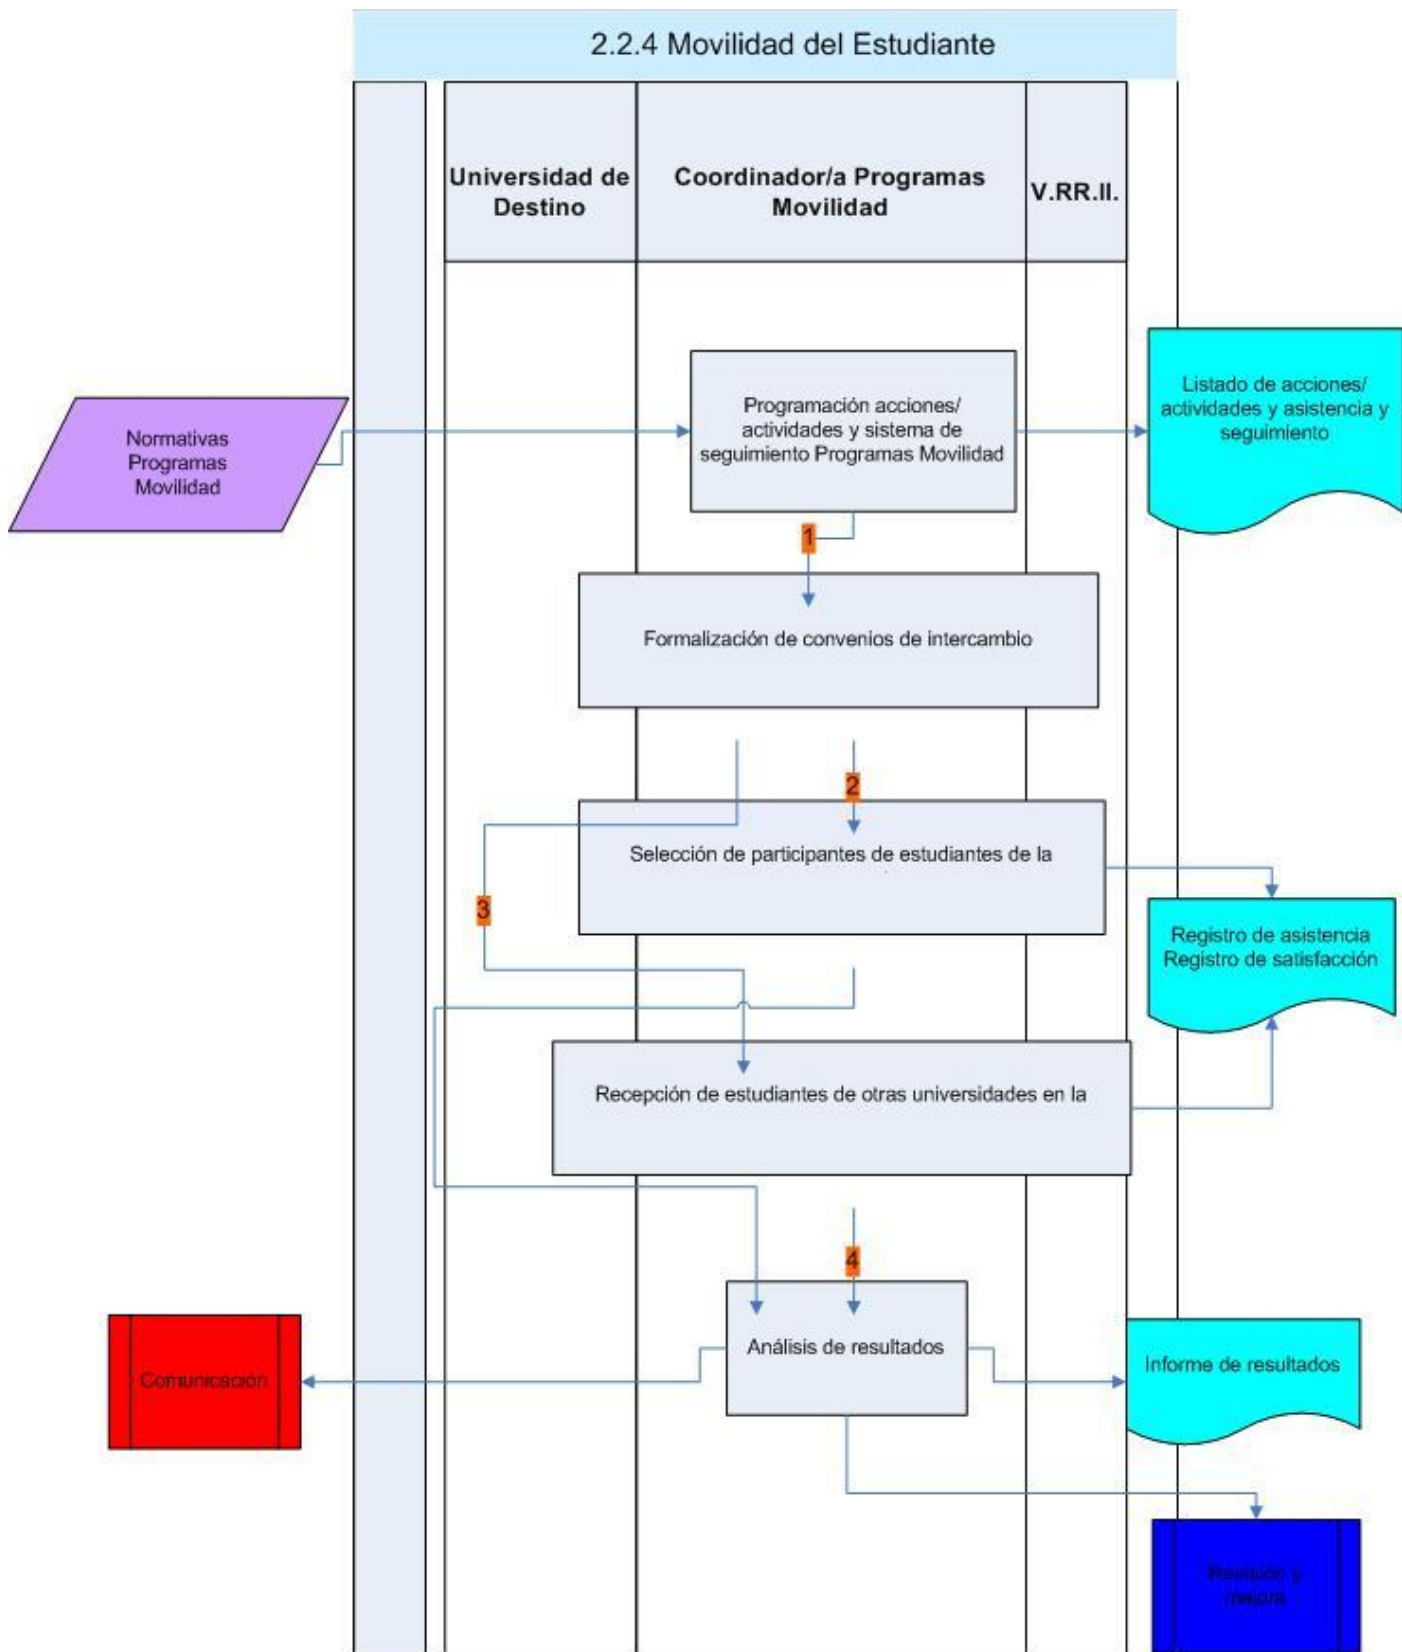 2.2.4 Movilidad del Estudiante
Universidad de
Destino
Coordinador/a Programas
Movilidad
V.RR.II.
Normativas
Programas
Movilidad
Programación acciones/
actividades y sistema de
seguimiento Programas Movilidad
Listado de acciones/
actividades y asistencia y
seguimiento
1
Formalización de convenios de intercambio
2
Selección de participantes de estudiantes de la
3
Registro de asistencia
Registro de satisfacción
Recepción de estudiantes de otras universidades en la
4
Análisis de resultados
Comunicación
Informe de resultados
Revisión y
mejora